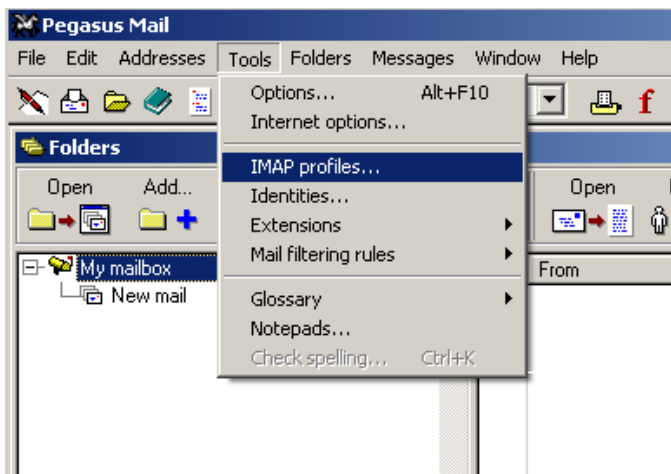 Pegasus Mail
File Edit Addresses Tools Folders Messages Window Help
Options... Alt+F10
Internet options...
IMAP profiles...
Identities...
Extensions
Mail filtering rules
Glossary
Notepads...
Check spelling... Ctrl+K
Folders
Open Add...
My mailbox
New mail
Open
From